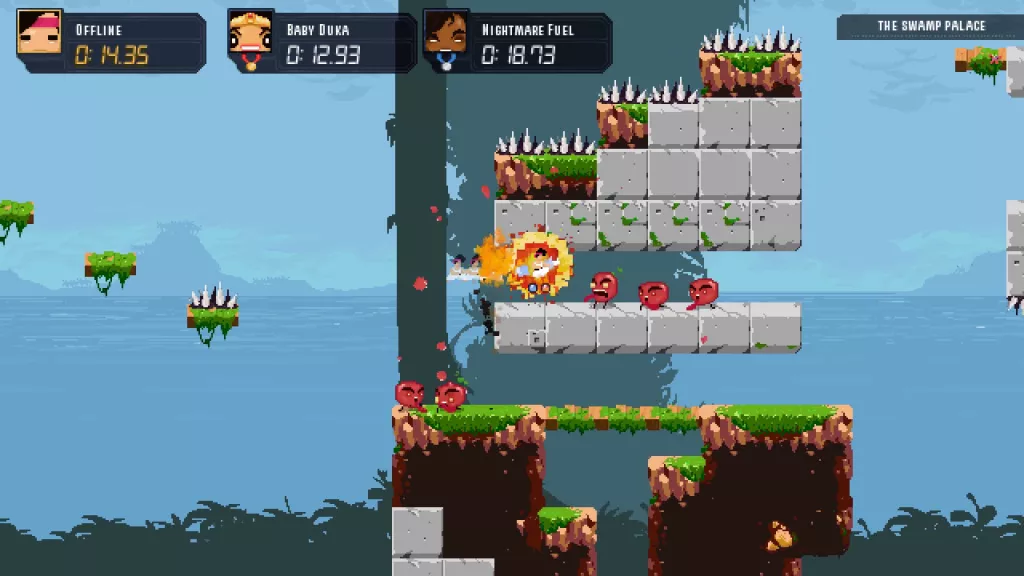 OFFLINE
0:14.35
BABY DUKA
0:12.93
NIGHTMARE FUEL
0:18.73
THE SWAMP PALACE